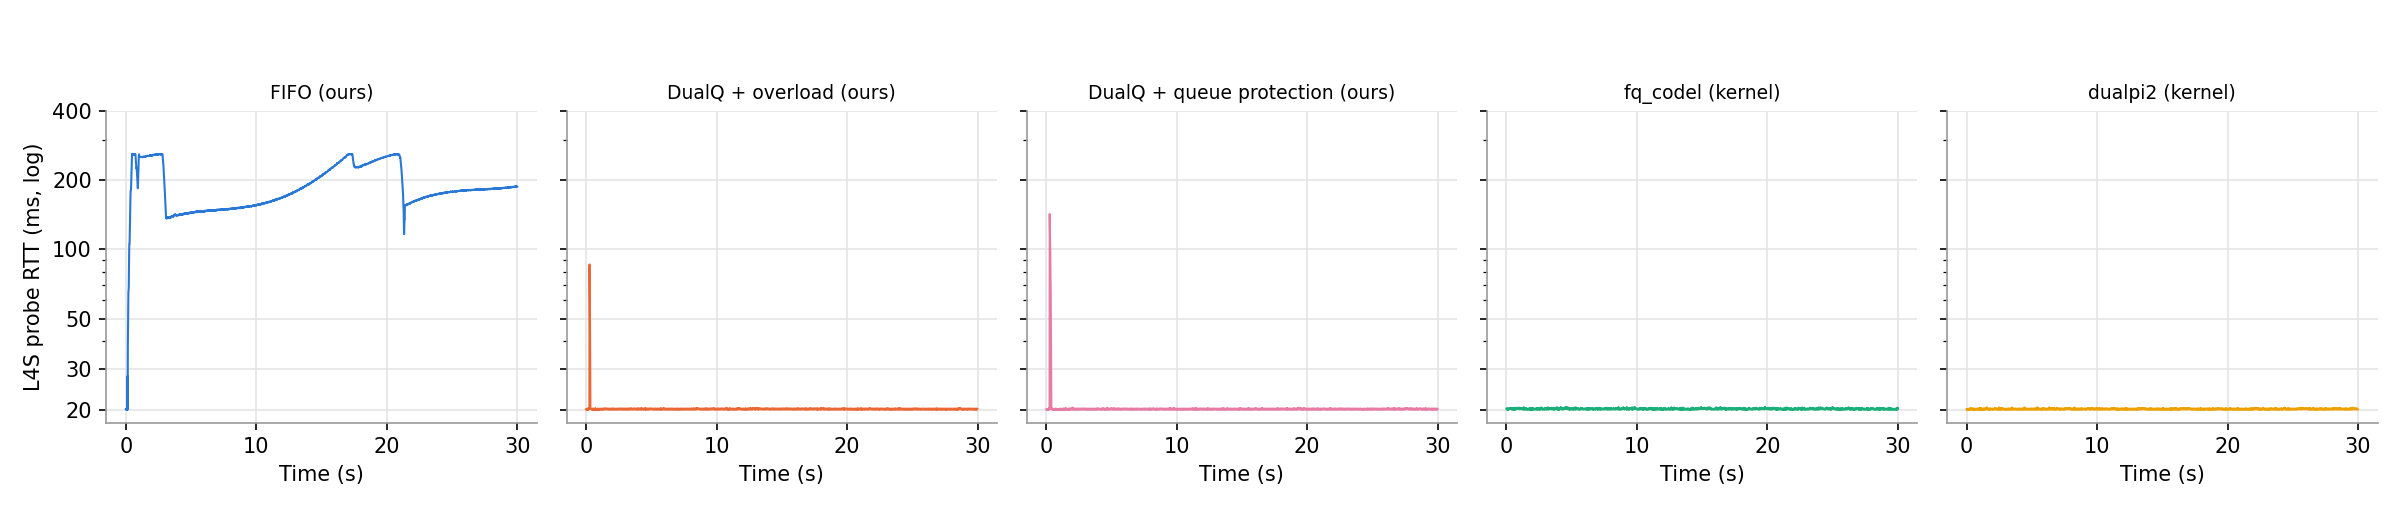 FIFO (ours)
DualQ + overload (ours)
DualQ + queue protection (ours)
fq_codel (kernel)
dualpi2 (kernel)
L4S probe RTT (ms, log)
400
200
100
50
30
20
0 10 20 30
0 10 20 30
0 10 20 30
0 10 20 30
0 10 20 30
Time (s)
Time (s)
Time (s)
Time (s)
Time (s)